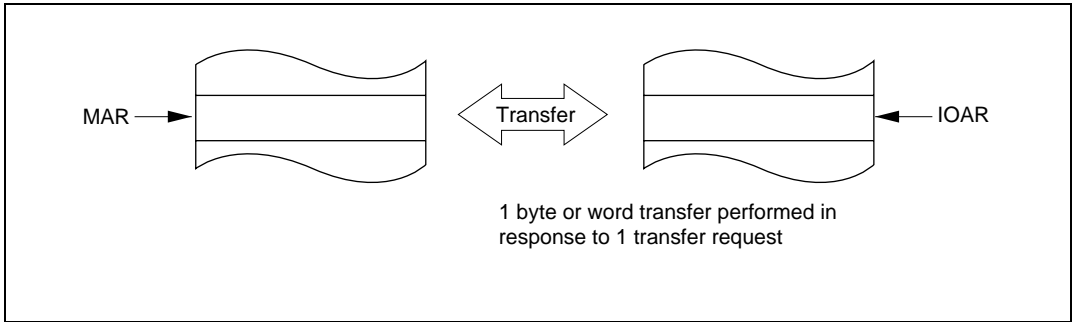 MAR
Transfer
IOAR
1 byte or word transfer performed in
response to 1 transfer request